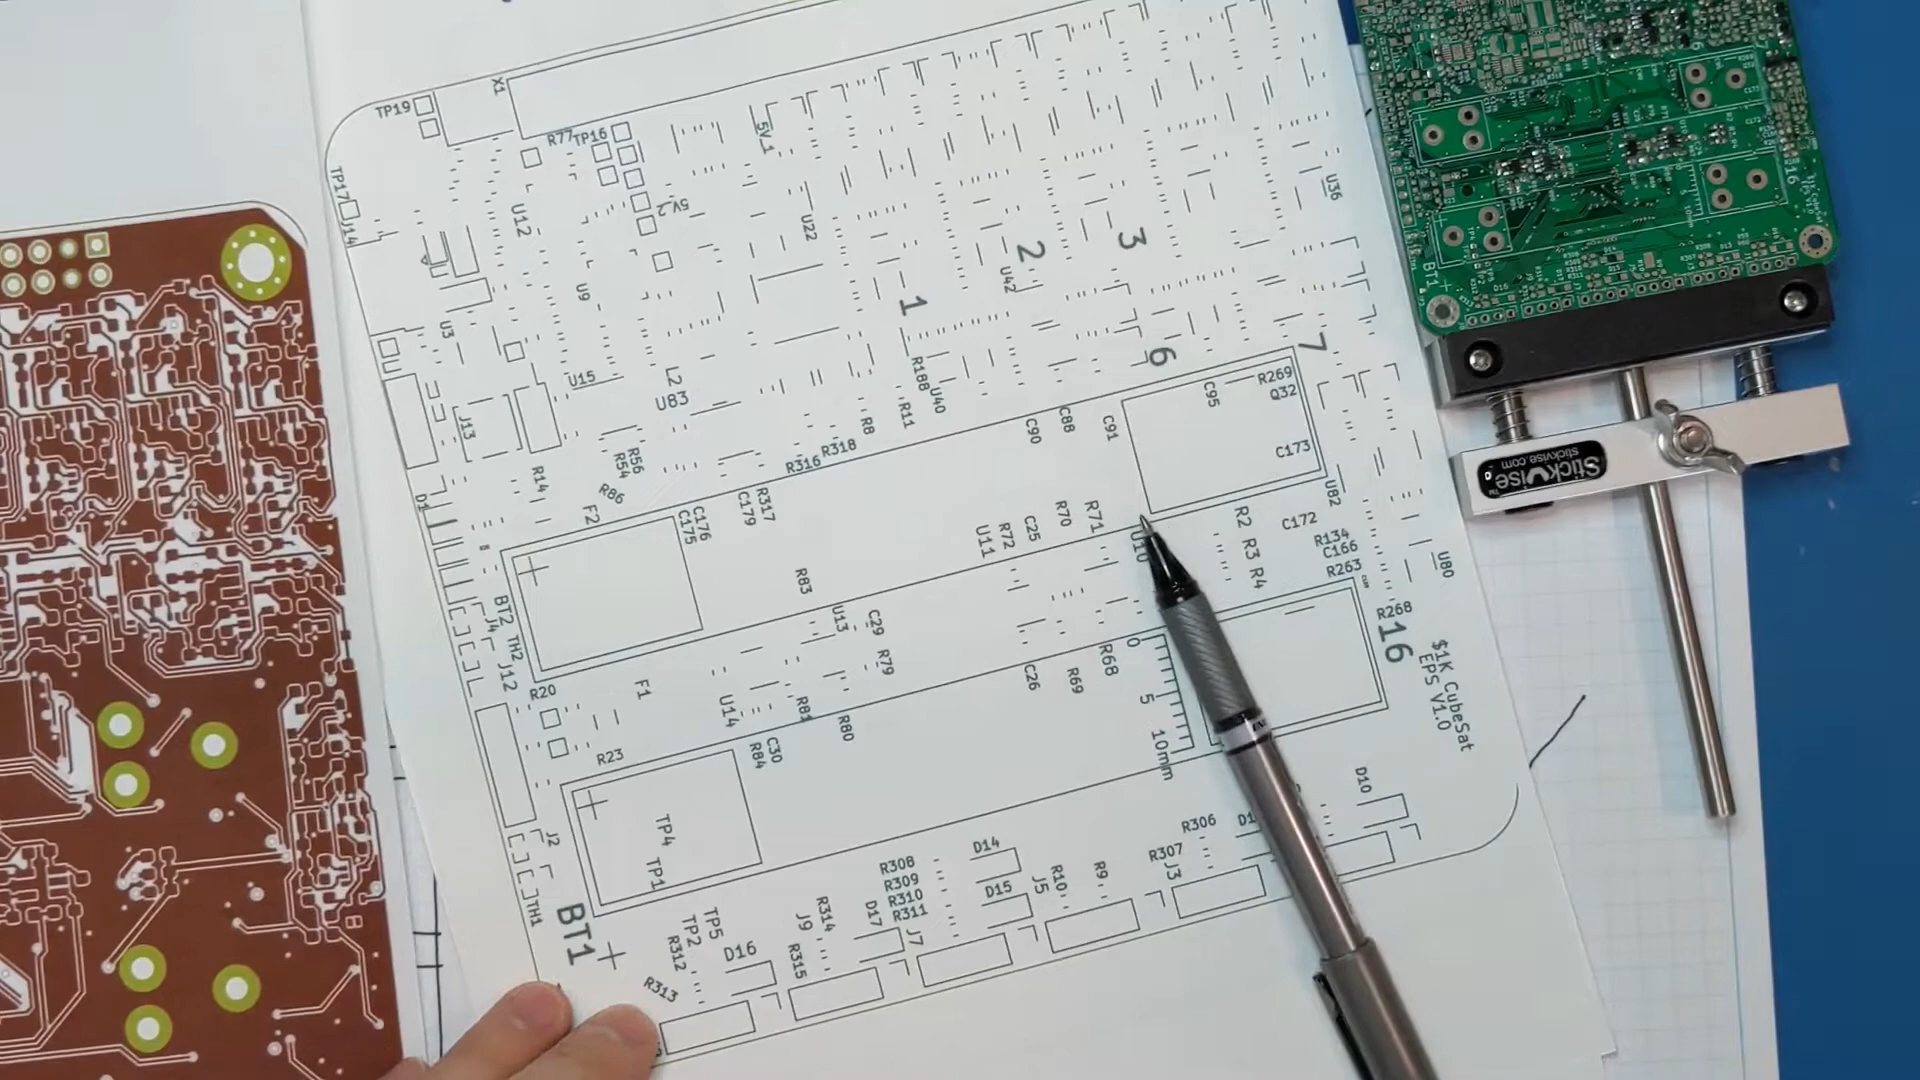 X1
TP19
R77
TP16
5V_1
TP17
J14
U12
5V_2
U22
U36
2
3
U42
U9
1
U3
6
7
U15
L2
U83
R188
U40
R11
R8
R269
Q32
C95
C88
C91
C90
J13
R318
R316
R56
R54
C173
R14
R86
F2
D1
R317
C179
C176
C175
U82
R2
C172
R71
R70
C25
R72
U11
U10
R3
R4
R134
C166
R263
U80
R83
BT2
J4
TH2
J12
U13
C29
R79
R268
16
0
R68
R69
C26
$1K CubeSat
EPS V1.0
R20
F1
U14
R81
R80
5
10mm
R23
C30
R84
D10
TP4
TP1
J2
TH1
BT1
R306
R307
J3
D14
D15
J5
R10
R9
R308
R309
R310
R311
R314
J9
D17
J7
TP5
TP2
R312
D16
R315
R313
BT1
16
Stickvise
stickvise.com